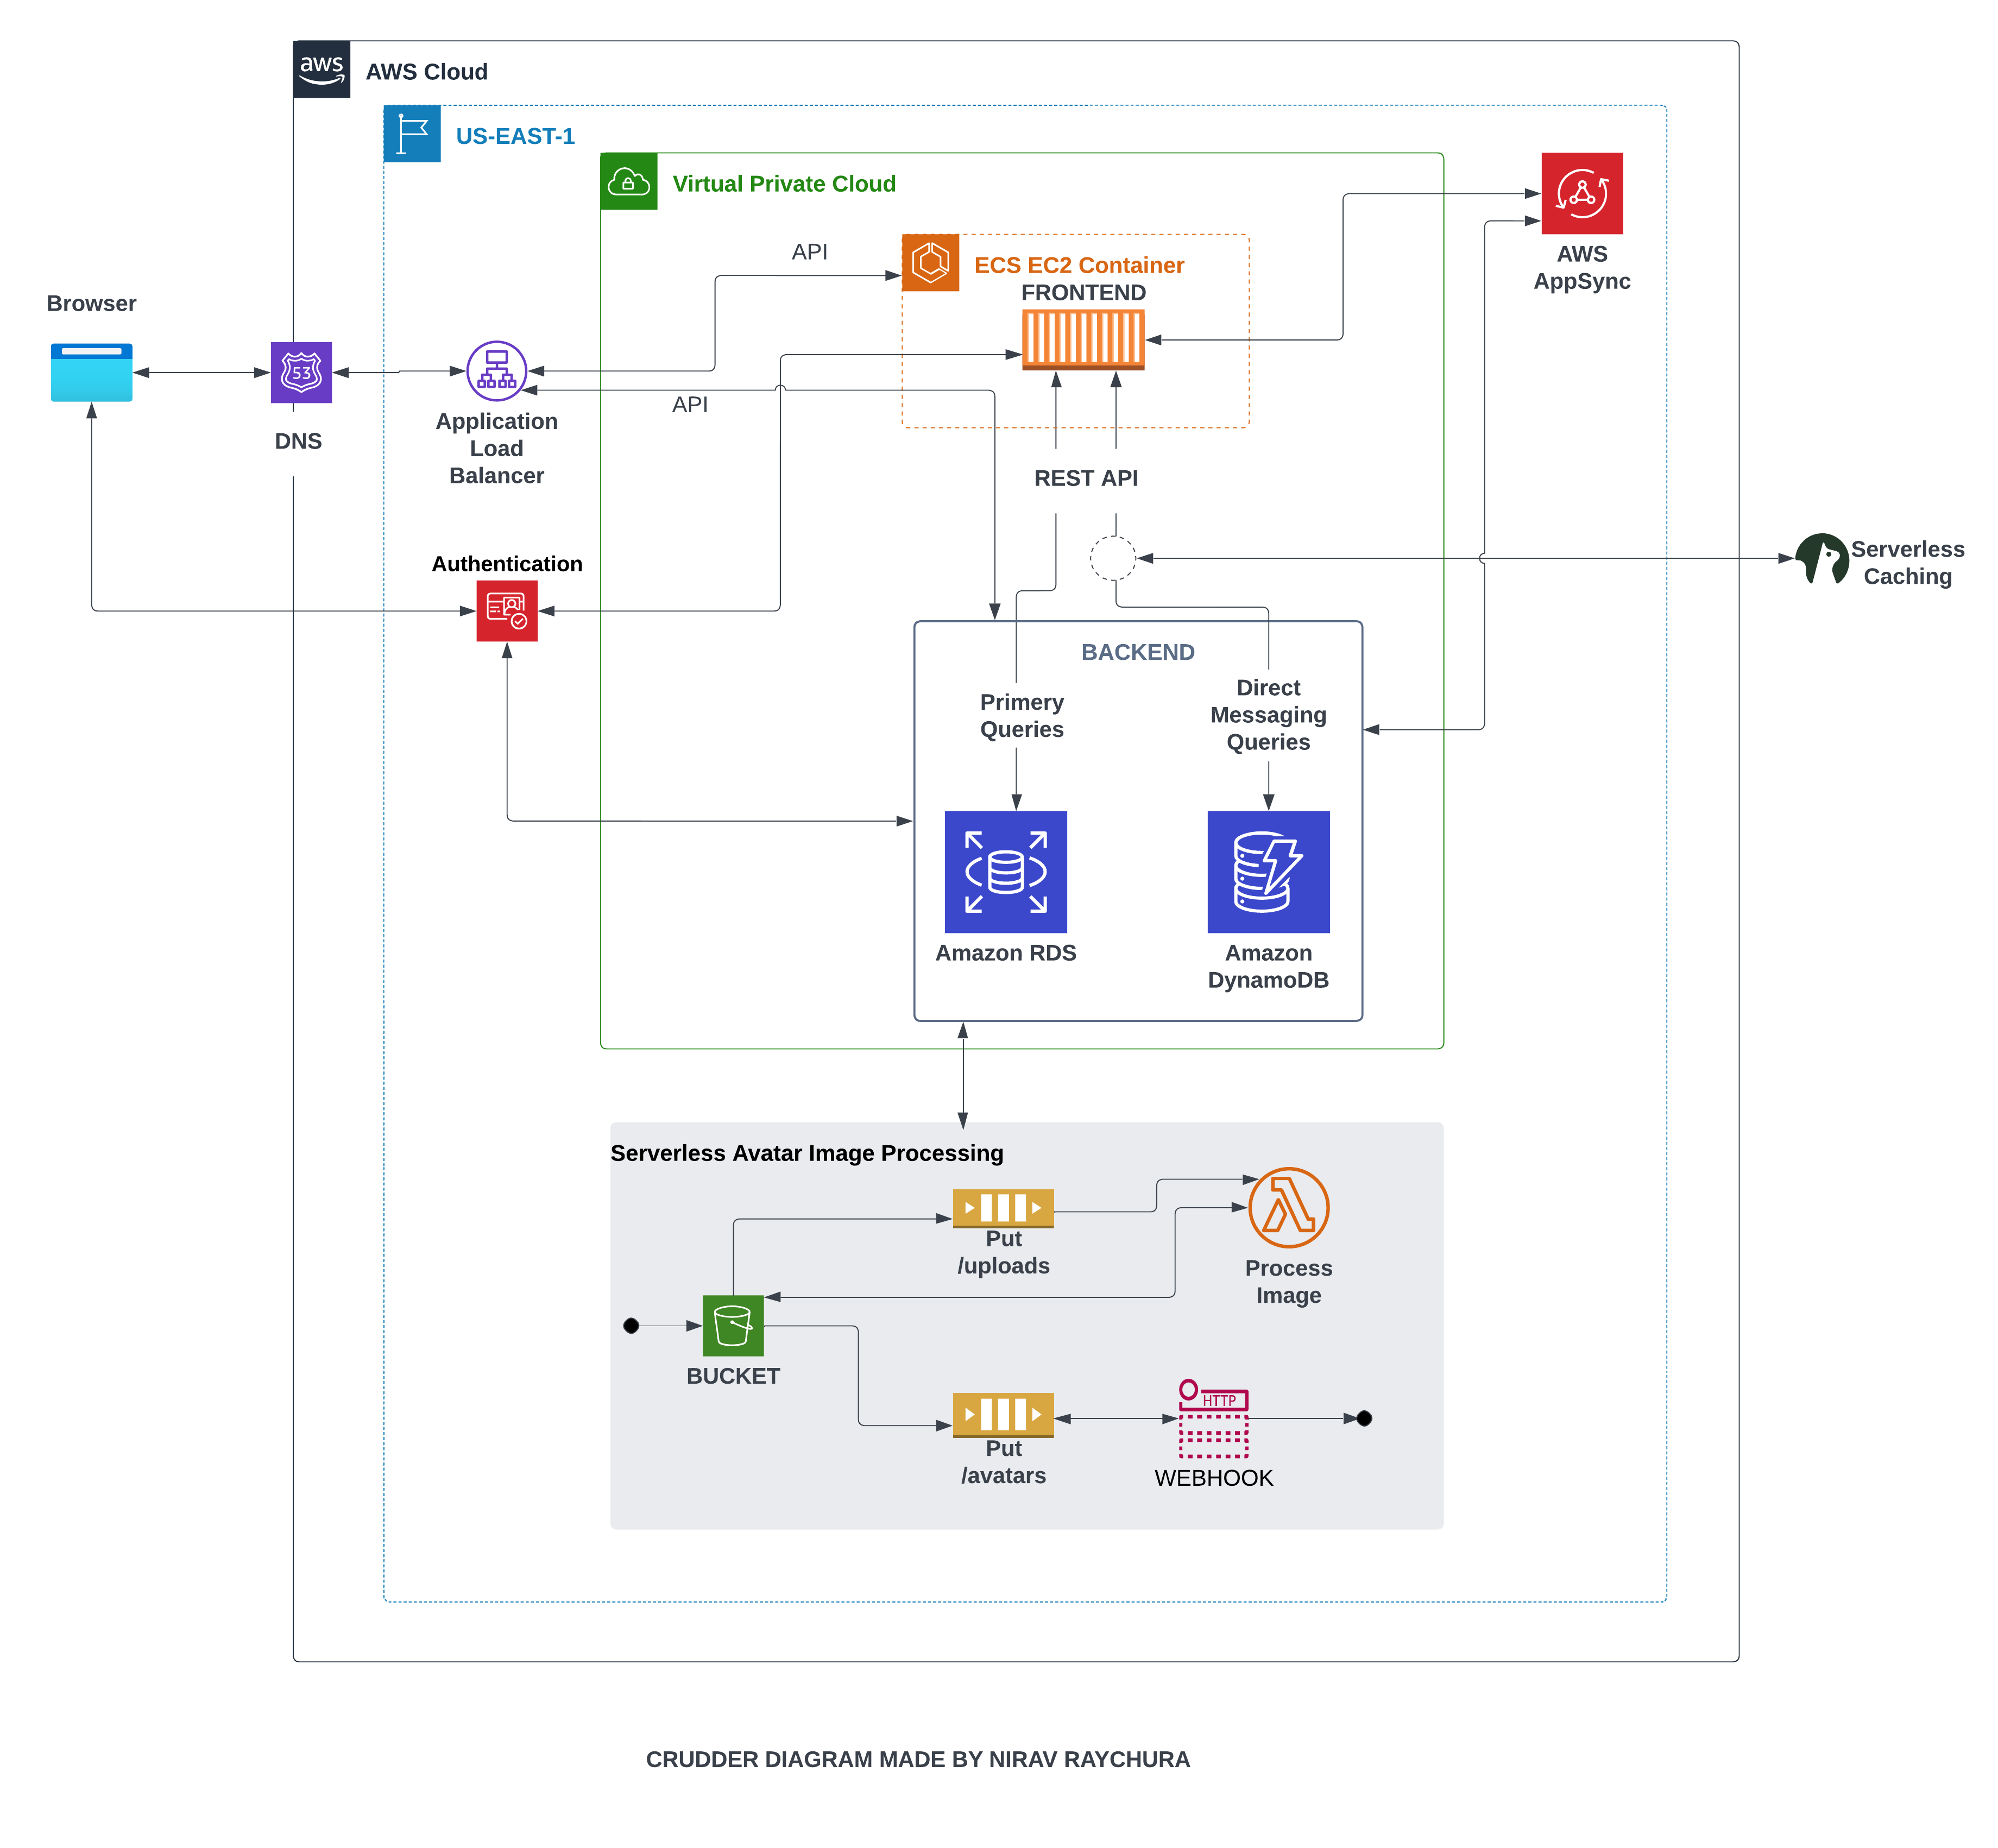 aws
AWS Cloud
US-EAST-1
Virtual Private Cloud
API
ECS EC2 Container
FRONTEND
AWS
AppSync
Browser
53
DNS
Application
Load
Balancer
API
REST API
Authentication
Serverless
Caching
BACKEND
Primery
Queries
Direct
Messaging
Queries
Amazon RDS
Amazon
DynamoDB
Serverless Avatar Image Processing
Put
/uploads
Process
Image
BUCKET
HTTP
Put
/avatars
WEBHOOK
CRUDDER DIAGRAM MADE BY NIRAV RAYCHURA